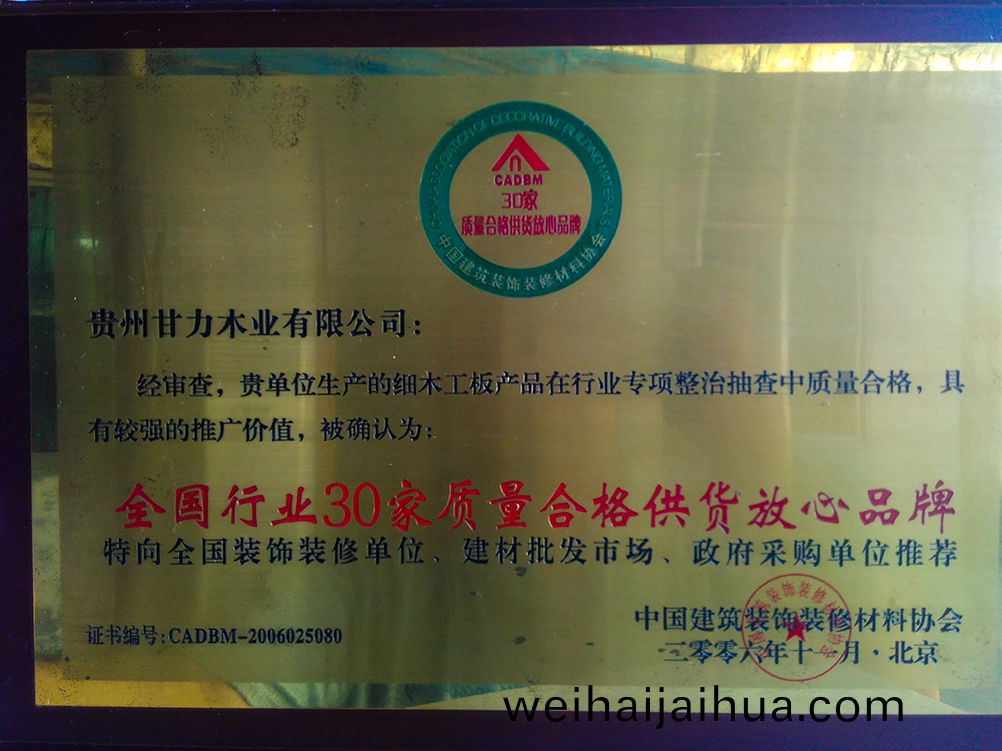 CHINA ASSOCIATION OF DECORATIVE BUILDING MATERIALS
CADBM
30家
质量合格供货放心品牌
中国建筑装饰装修材料协会
贵州甘力木业有限公司：
经审查，贵单位生产的细木工板产品在行业专项整治抽查中质量合格，具
有较强的推广价值，被确认为：
全国行业30家质量合格供货放心品牌
特向全国装饰装修单位、建材批发市场、政府采购单位推荐
证书编号：CADBM-2006025080
中国建筑装饰装修材料协会
二零零六年十一月·北京
weihaijaihua.com